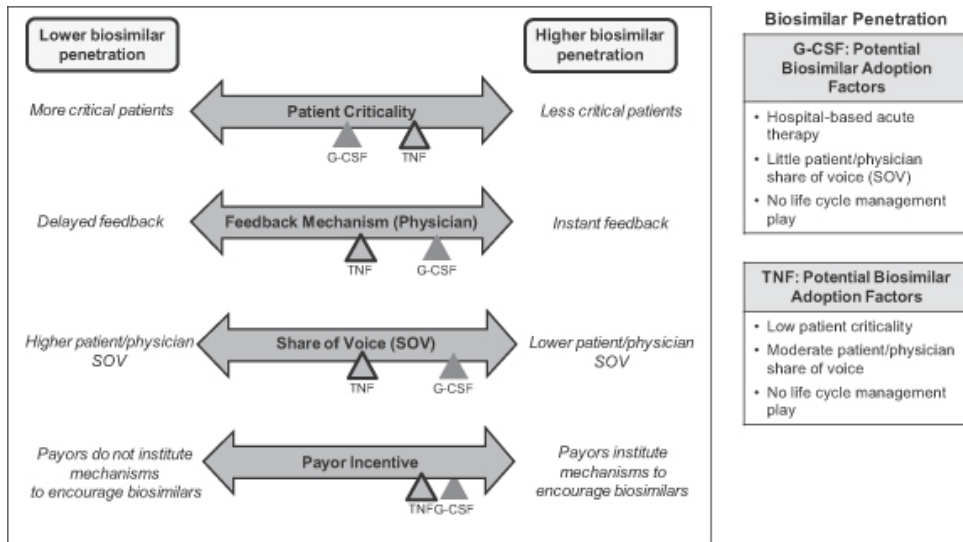 Lower biosimilar
penetration
Higher biosimilar
penetration
More critical patients
Patient Criticality
Less critical patients
G-CSF
TNF
Delayed feedback
Feedback Mechanism (Physician)
Instant feedback
TNF
G-CSF
Higher patient/physician
SOV
Share of Voice (SOV)
Lower patient/physician
SOV
TNF
G-CSF
Payors do not institute
mechanisms
to encourage biosimilars
Payor Incentive
Payors institute
mechanisms to
encourage biosimilars
TNF
G-CSF
Biosimilar Penetration
G-CSF: Potential
Biosimilar Adoption
Factors
• Hospital-based acute
therapy
• Little patient/physician
share of voice (SOV)
• No life cycle management
play
TNF: Potential Biosimilar
Adoption Factors
• Low patient criticality
• Moderate patient/physician
share of voice
• No life cycle management
play